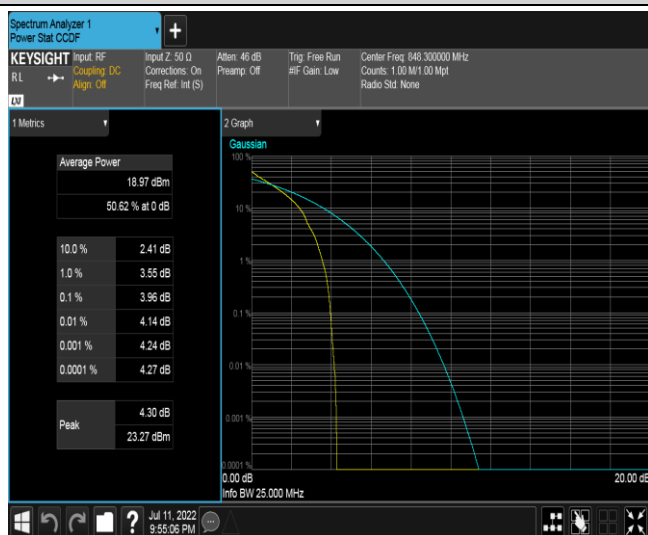 Spectrum Analyzer 1
Power Stat CCDF
+
KEYSIGHT
RL
LXI
Input: RF
Coupling: DC
Align: Off
Input Z: 50 Ω
Corrections: On
Freq Ref: Int (S)
Atten: 46 dB
Preamp: Off
Trig: Free Run
#IF Gain: Low
Center Freq: 848.300000 MHz
Counts: 1.00 M/1.00 Mpt
Radio Std: None
1 Metrics
Average Power
18.97 dBm
50.62 % at 0 dB
10.0 % 2.41 dB
1.0 % 3.55 dB
0.1 % 3.96 dB
0.01 % 4.14 dB
0.001 % 4.24 dB
0.0001 % 4.27 dB
Peak
4.30 dB
23.27 dBm
2 Graph
Gaussian
100 %
10 %
1 %
0.1 %
0.01 %
0.001 %
0.0001 %
0.00 dB
20.00 dB
Info BW 25.000 MHz
?
Jul 11, 2022
9:55:06 PM